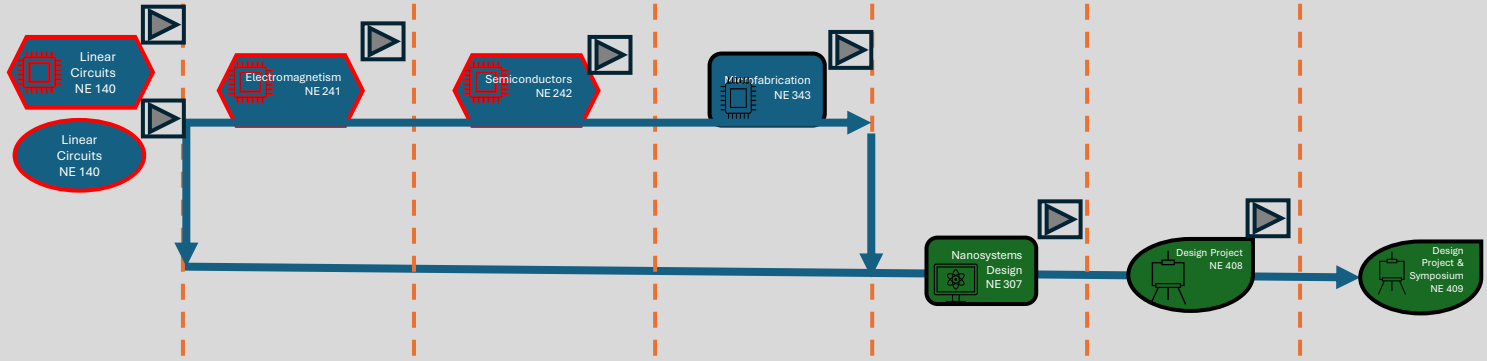 Linear
Circuits
NE 140
Linear
Circuits
NE 140
Electromagnetism
NE 241
Semiconductors
NE 242
Microfabrication
NE 343
Nanosystems
Design
NE 307
Design Project
NE 408
Design
Project &
Symposium
NE 409